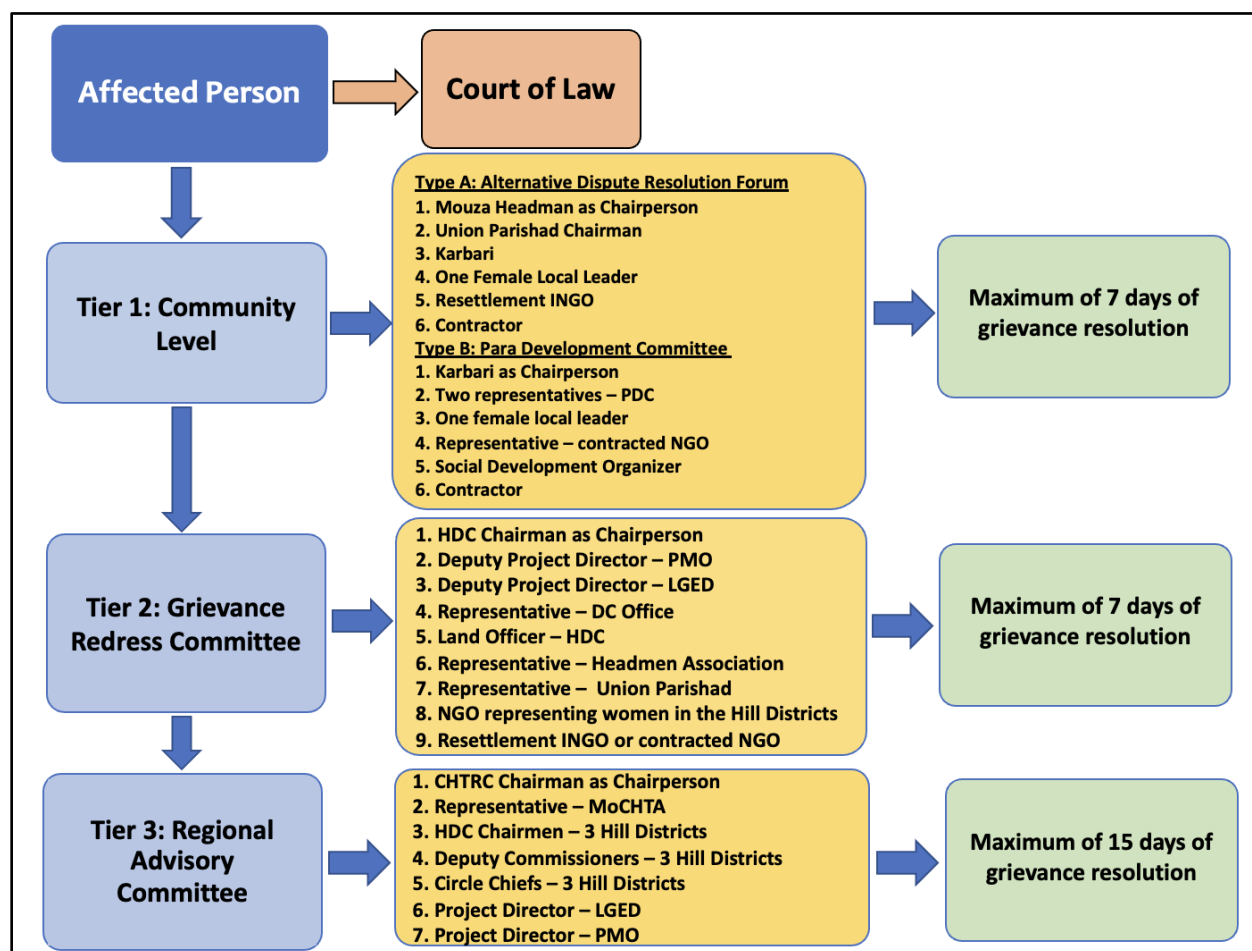 Affected Person
Court of Law
Type A: Alternative Dispute Resolution Forum
1. Mouza Headman as Chairperson
2. Union Parishad Chairman
3. Karbari
4. One Female Local Leader
5. Resettlement INGO
6. Contractor
Type B: Para Development Committee
1. Karbari as Chairperson
2. Two representatives – PDC
3. One female local leader
4. Representative – contracted NGO
5. Social Development Organizer
6. Contractor
Tier 1: Community
Level
Maximum of 7 days of
grievance resolution
Tier 2: Grievance
Redress Committee
1. HDC Chairman as Chairperson
2. Deputy Project Director – PMO
3. Deputy Project Director – LGED
4. Representative – DC Office
5. Land Officer – HDC
6. Representative – Headmen Association
7. Representative –  Union Parishad
8. NGO representing women in the Hill Districts
9. Resettlement INGO or contracted NGO
Maximum of 7 days of
grievance resolution
Tier 3: Regional
Advisory
Committee
1. CHTRC Chairman as Chairperson
2. Representative – MoCHTA
3. HDC Chairmen – 3 Hill Districts
4. Deputy Commissioners – 3 Hill Districts
5. Circle Chiefs – 3 Hill Districts
6. Project Director – LGED
7. Project Director – PMO
Maximum of 15 days of
grievance resolution